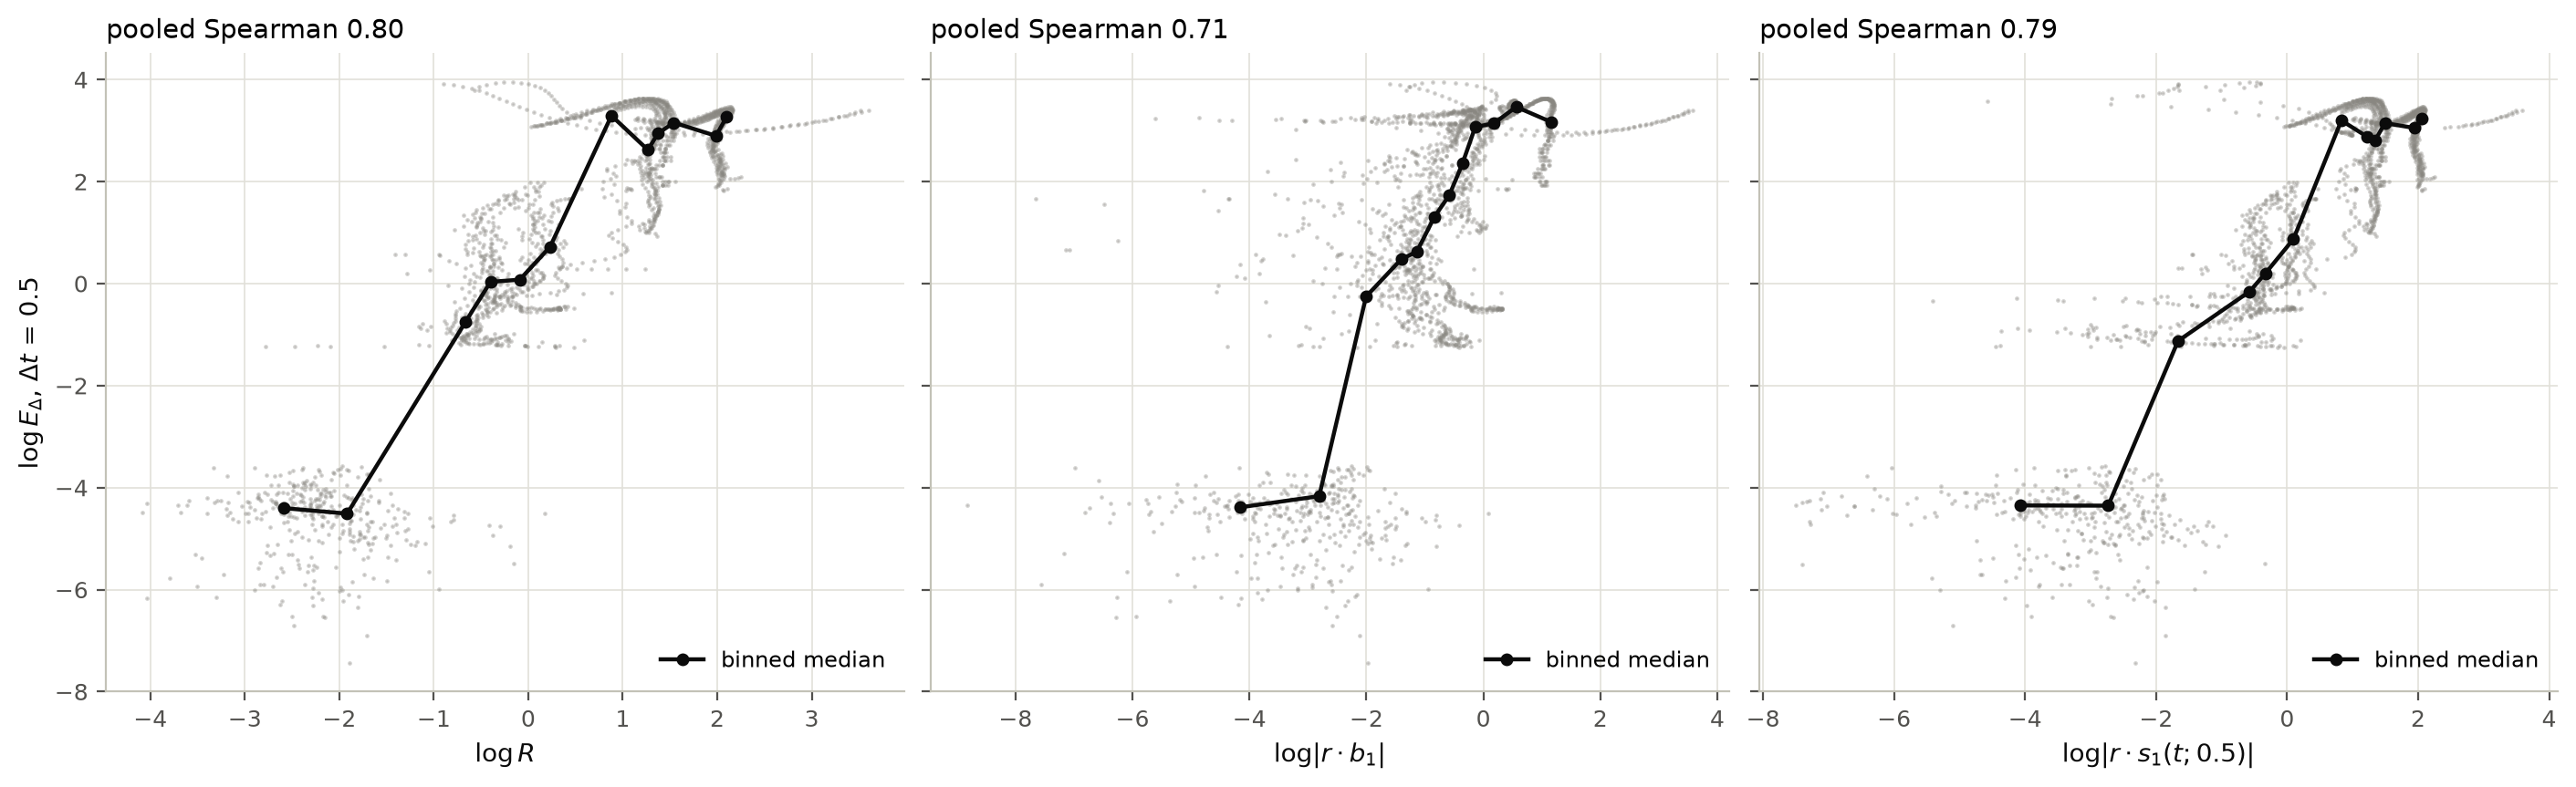 pooled Spearman 0.80
pooled Spearman 0.71
pooled Spearman 0.79
4
2
0
−2
−4
−6
−8
log E_Δ, Δt = 0.5
binned median
binned median
binned median
−4 −3 −2 −1 0 1 2 3
−8 −6 −4 −2 0 2 4
−8 −6 −4 −2 0 2 4
log R
log|r · b₁|
log|r · s₁(t; 0.5)|